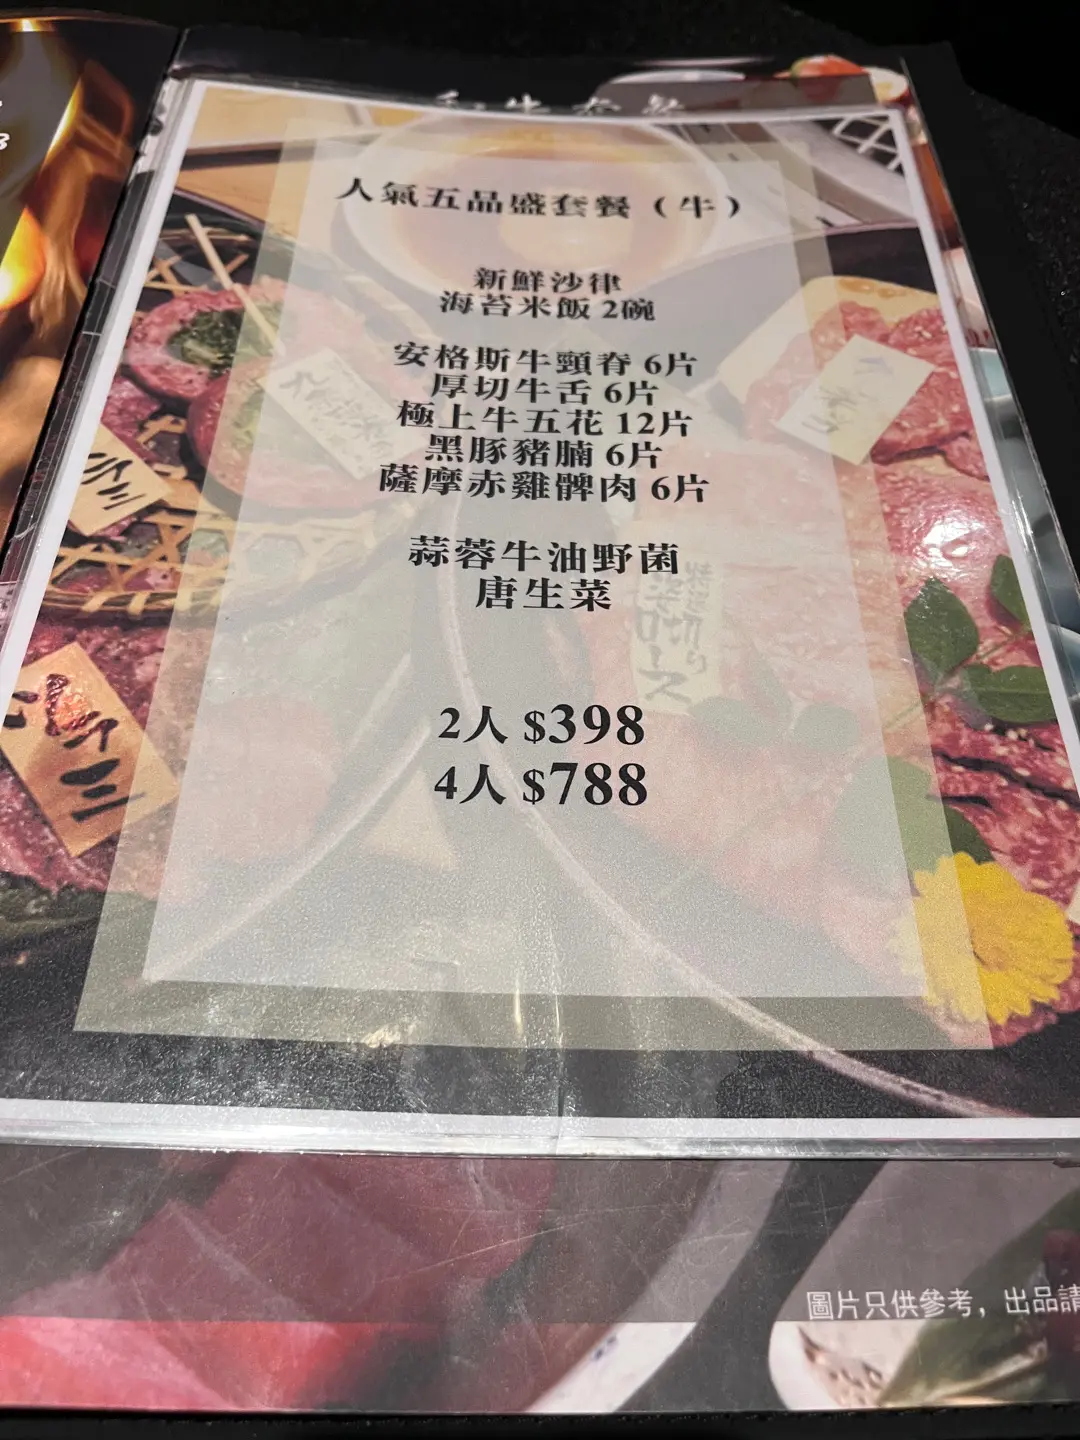 人氣五品盛套餐（牛）
新鮮沙律
海苔米飯 2碗
安格斯牛頸脊 6片
厚切牛舌 6片
極上牛五花 12片
黑豚豬腩 6片
薩摩赤雞髀肉 6片
蒜蓉牛油野菌
唐生菜
2人 $398
4人 $788
圖片只供參考，出品請